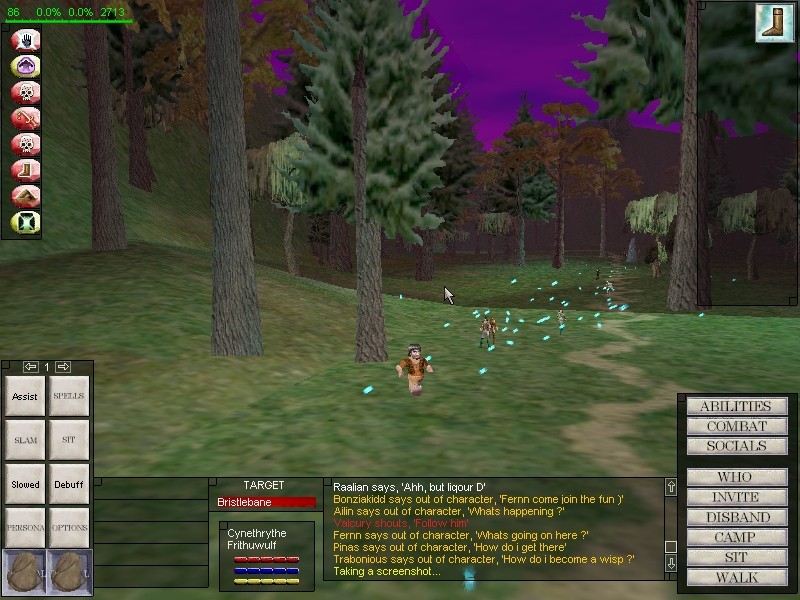 86 0.0% 0.0% 2713
1
Assist SPELLS
SLAM SIT
Slowed Debuff
PERSONA OPTIONS
TARGET
Bristlebane
Cynethrythe
Frithuwulf
Raalian says, 'Ahh, but liqour D'
Bonziakidd says out of character, 'Fernn come join the fun )'
Ailin says out of character, 'Whats happening ?'
Valcury shouts, 'Follow him'
Fernn says out of character, 'Whats going on here ?'
Pinas says out of character, 'How do i get there'
Trabonious says out of character, 'How do i become a wisp ?'
Taking a screenshot...
ABILITIES
COMBAT
SOCIALS
WHO
INVITE
DISBAND
CAMP
SIT
WALK